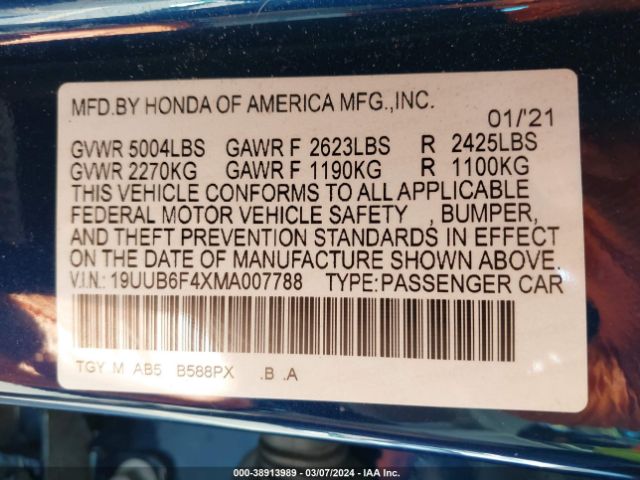 MFD.BY HONDA OF AMERICA MFG.,INC.
01/'21
GVWR 5004LBS GAWR F 2623LBS R 2425LBS
GVWR 2270KG GAWR F 1190KG R 1100KG
THIS VEHICLE CONFORMS TO ALL APPLICABLE
FEDERAL MOTOR VEHICLE SAFETY , BUMPER,
AND THEFT PREVENTION STANDARDS IN EFFECT
ON THE DATE OF MANUFACTURE SHOWN ABOVE.
V.I.N.: 19UUB6F4XMA007788 TYPE:PASSENGER CAR
TGY M AB5 B588PX .B .A
000-38913989 — 03/07/2024 — IAA Inc.